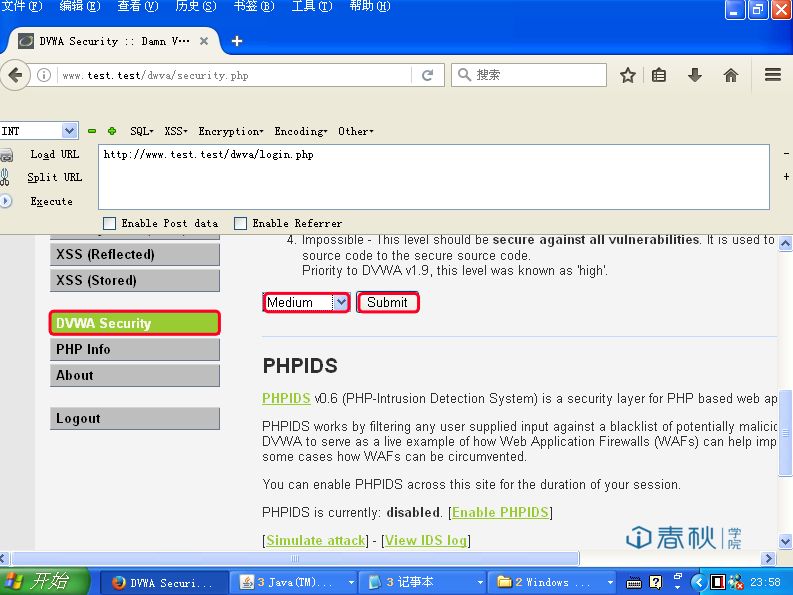 文件(F) 编辑(E) 查看(V) 历史(S) 书签(B) 工具(T) 帮助(H)
DVWA Security :: Damn V···
www.test.test/dwva/security.php
搜索
INT SQL XSS Encryption Encoding Other
Load URL http://www.test.test/dwva/login.php
Split URL
Execute
Enable Post data Enable Referrer
4. Impossible - This level should be secure against all vulnerabilities. It is used to
XSS (Reflected)
source code to the secure source code.
Priority to DVWA v1.9, this level was known as 'high'.
XSS (Stored)
Medium Submit
DVWA Security
PHP Info
About
Logout
PHPIDS
PHPIDS v0.6 (PHP-Intrusion Detection System) is a security layer for PHP based web ap
PHPIDS works by filtering any user supplied input against a blacklist of potentially malicio
DVWA to serve as a live example of how Web Application Firewalls (WAFs) can help imp
some cases how WAFs can be circumvented.
You can enable PHPIDS across this site for the duration of your session.
PHPIDS is currently: disabled. [Enable PHPIDS]
[Simulate attack] - [View IDS log]
i春秋 学院
开始 DVWA Securi... 3 Java(TM)... 3 记事本 2 Windows ... 23:58